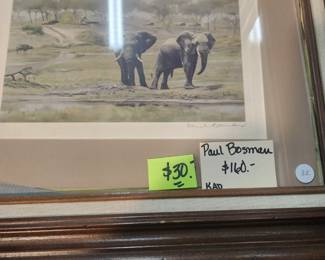 $30.-
Paul Bosman
$160.-
KAD